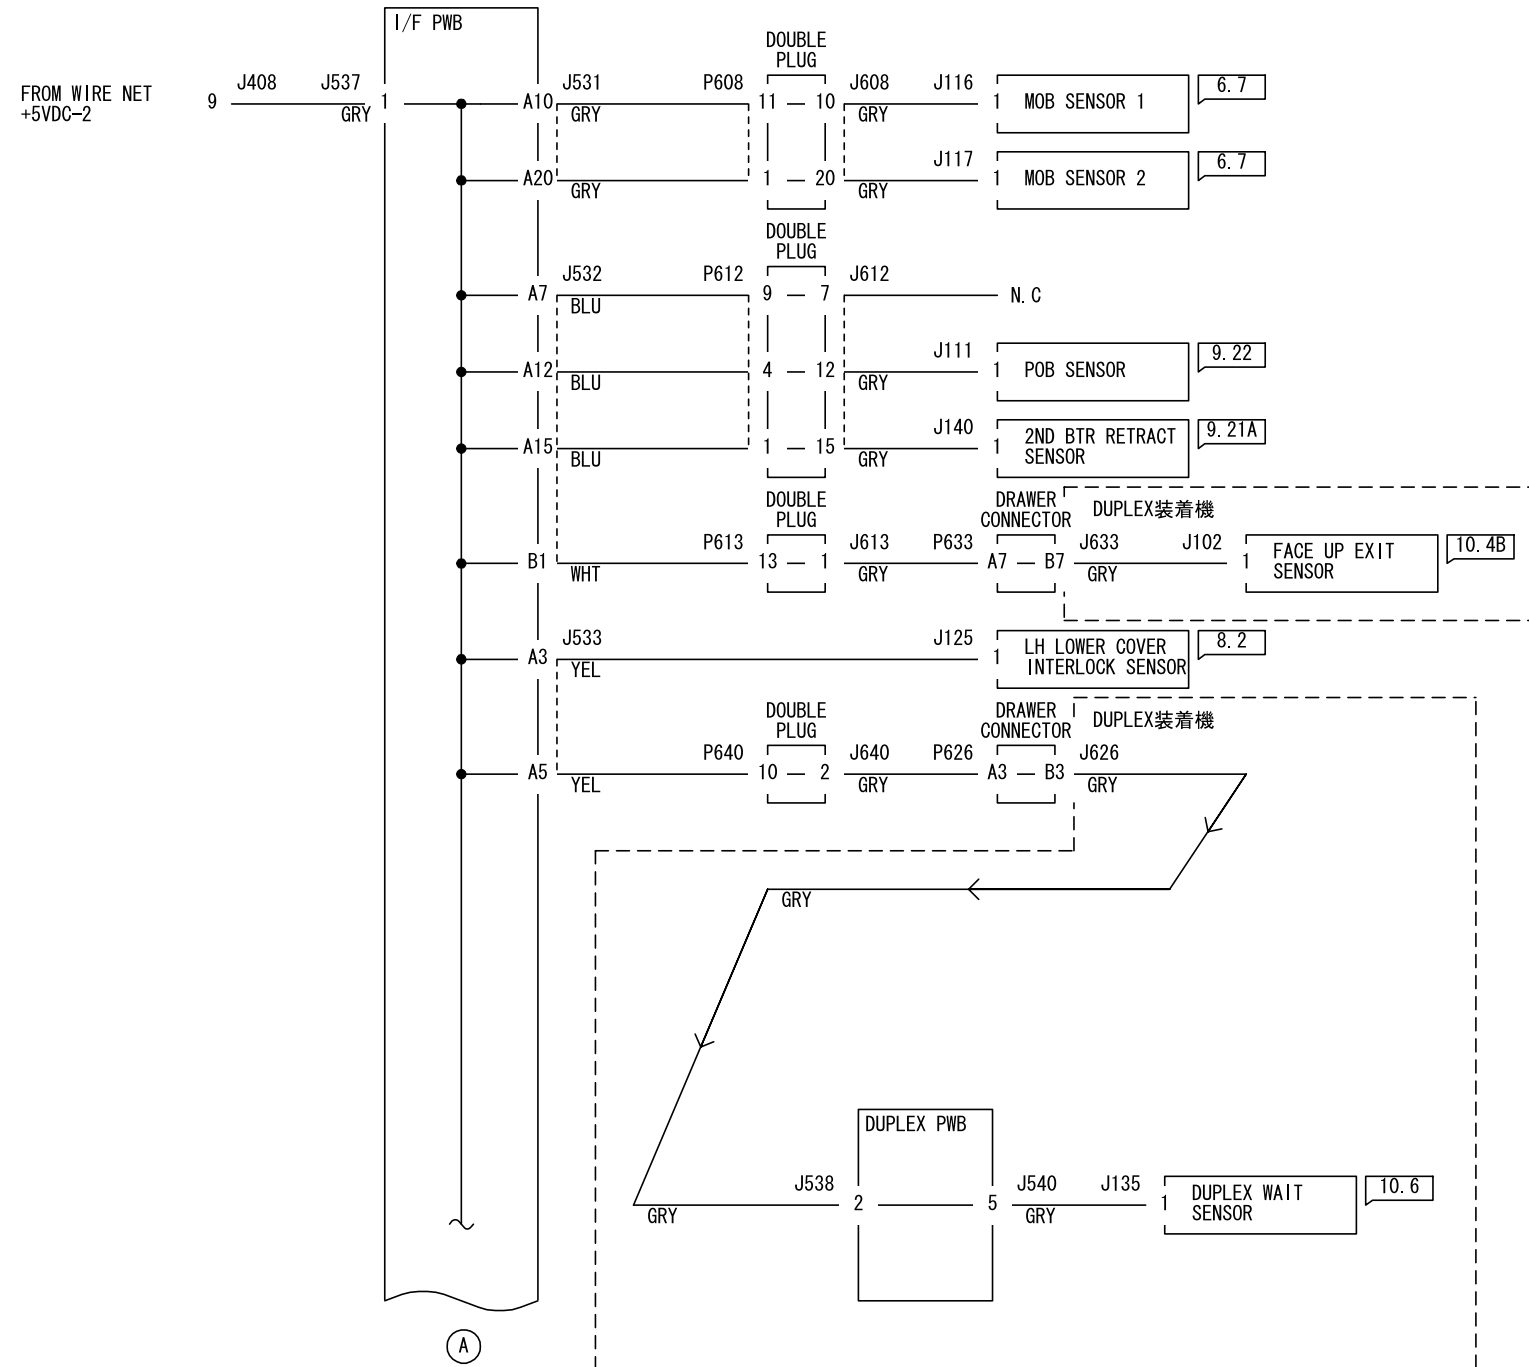 I/F PWB
FROM WIRE NET
+5VDC-2
9
J408
J537
GRY
1
A10
J531
GRY
P608
DOUBLE
PLUG
11
10
J608
GRY
J116
1
MOB SENSOR 1
6.7
A20
GRY
1
20
GRY
J117
1
MOB SENSOR 2
6.7
DOUBLE
PLUG
A7
J532
BLU
P612
9
7
J612
N.C
A12
BLU
4
12
GRY
J111
1
POB SENSOR
9.22
A15
BLU
1
15
GRY
J140
1
2ND BTR RETRACT
SENSOR
9.21A
DOUBLE
PLUG
DRAWER
CONNECTOR
DUPLEX装着機
B1
WHT
P613
13
1
J613
GRY
P633
A7
B7
J633
GRY
J102
1
FACE UP EXIT
SENSOR
10.4B
A3
J533
YEL
J125
1
LH LOWER COVER
INTERLOCK SENSOR
8.2
DOUBLE
PLUG
DRAWER
CONNECTOR
DUPLEX装着機
A5
YEL
P640
10
2
J640
GRY
P626
A3
B3
J626
GRY
GRY
DUPLEX PWB
GRY
J538
2
5
J540
GRY
J135
1
DUPLEX WAIT
SENSOR
10.6
A